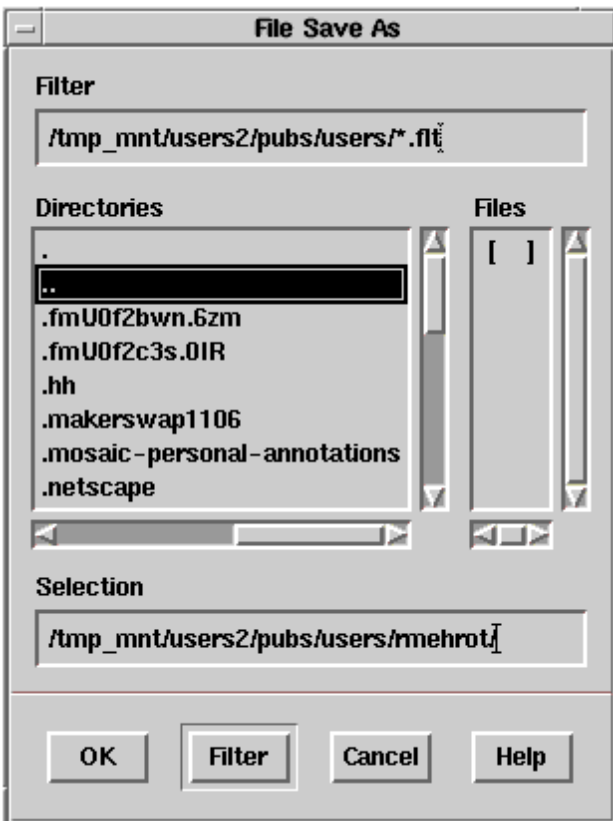 File Save As
Filter
/tmp_mnt/users2/pubs/users/*.flt
Directories
Files
.
[ ]
..
.fmU0f2bwn.6zm
.fmU0f2c3s.0IR
.hh
.makerswap1106
.mosaic-personal-annotations
.netscape
Selection
/tmp_mnt/users2/pubs/users/rmehrot/
OK
Filter
Cancel
Help